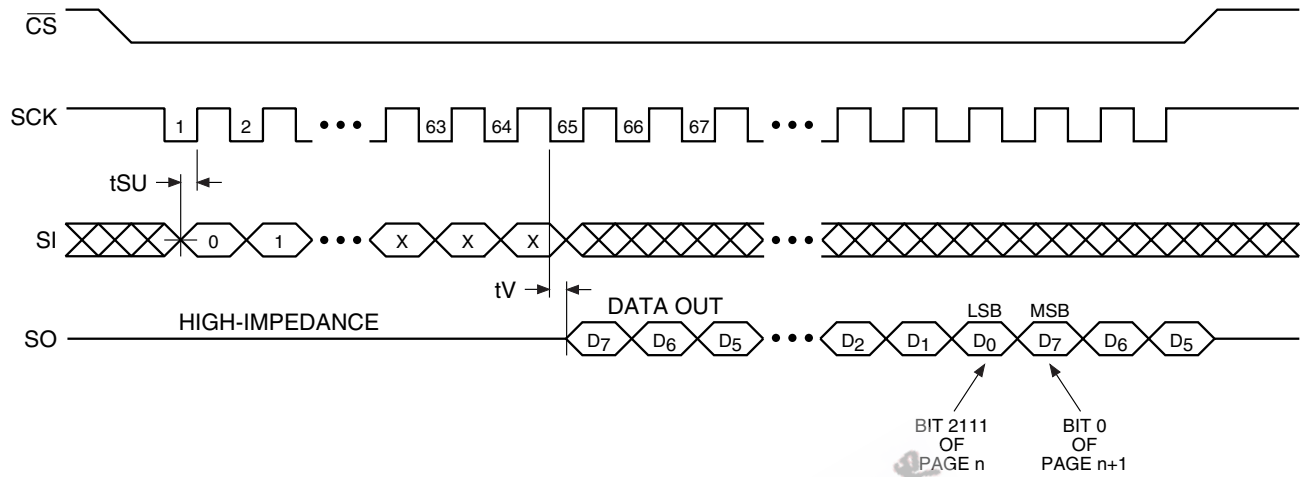 CS
SCK 1 2 ••• 63 64 65 66 67 •••
tSU
SI 0 1 ••• X X X •••
tV
HIGH-IMPEDANCE DATA OUT LSB MSB
SO D7 D6 D5 ••• D2 D1 D0 D7 D6 D5
BIT 2111
OF
PAGE n
BIT 0
OF
PAGE n+1